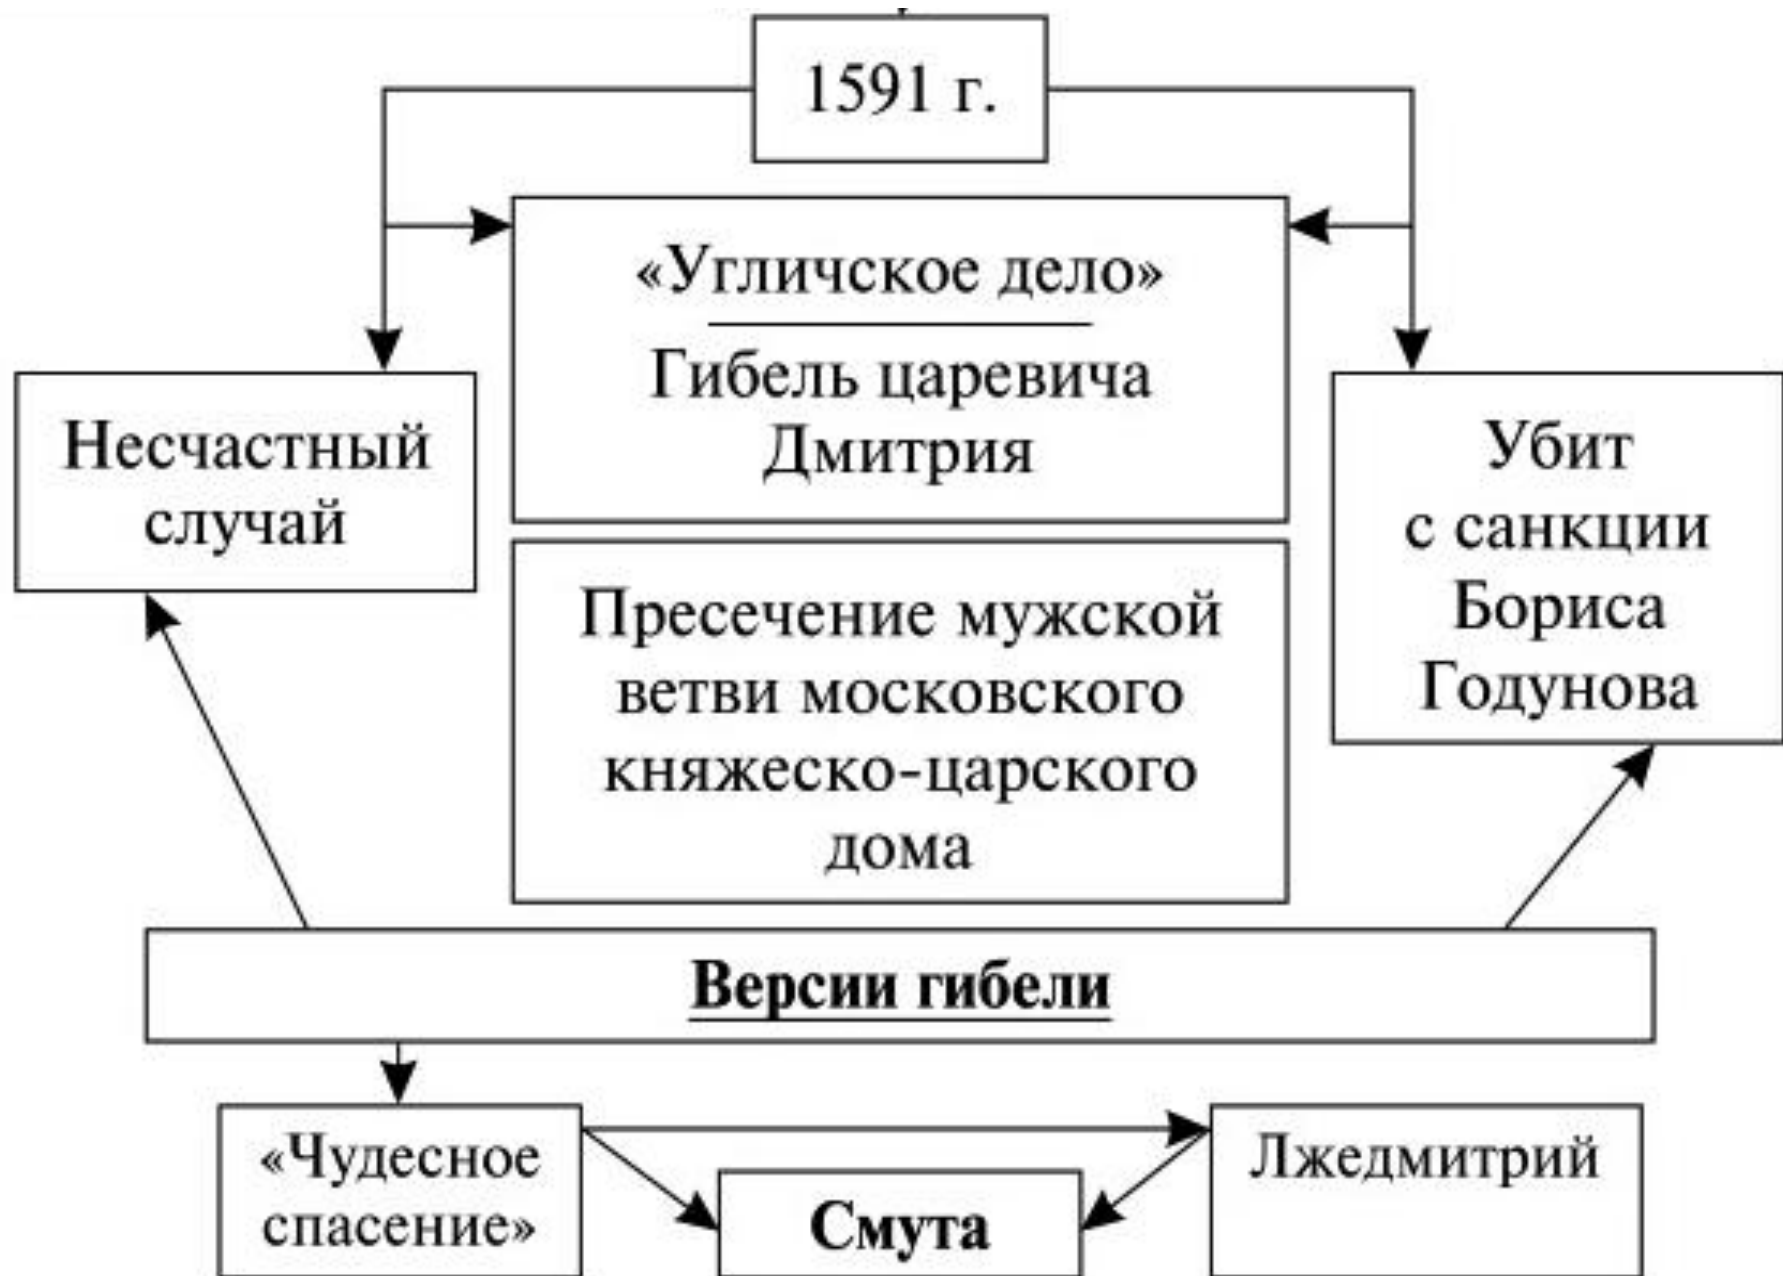 1591 г.
«Угличское дело»
Гибель царевича
Дмитрия
Несчастный
случай
Убит
с санкции
Бориса
Годунова
Пресечение мужской
ветви московского
княжеско-царского
дома
Версии гибели
«Чудесное
спасение»
Смута
Лжедмитрий